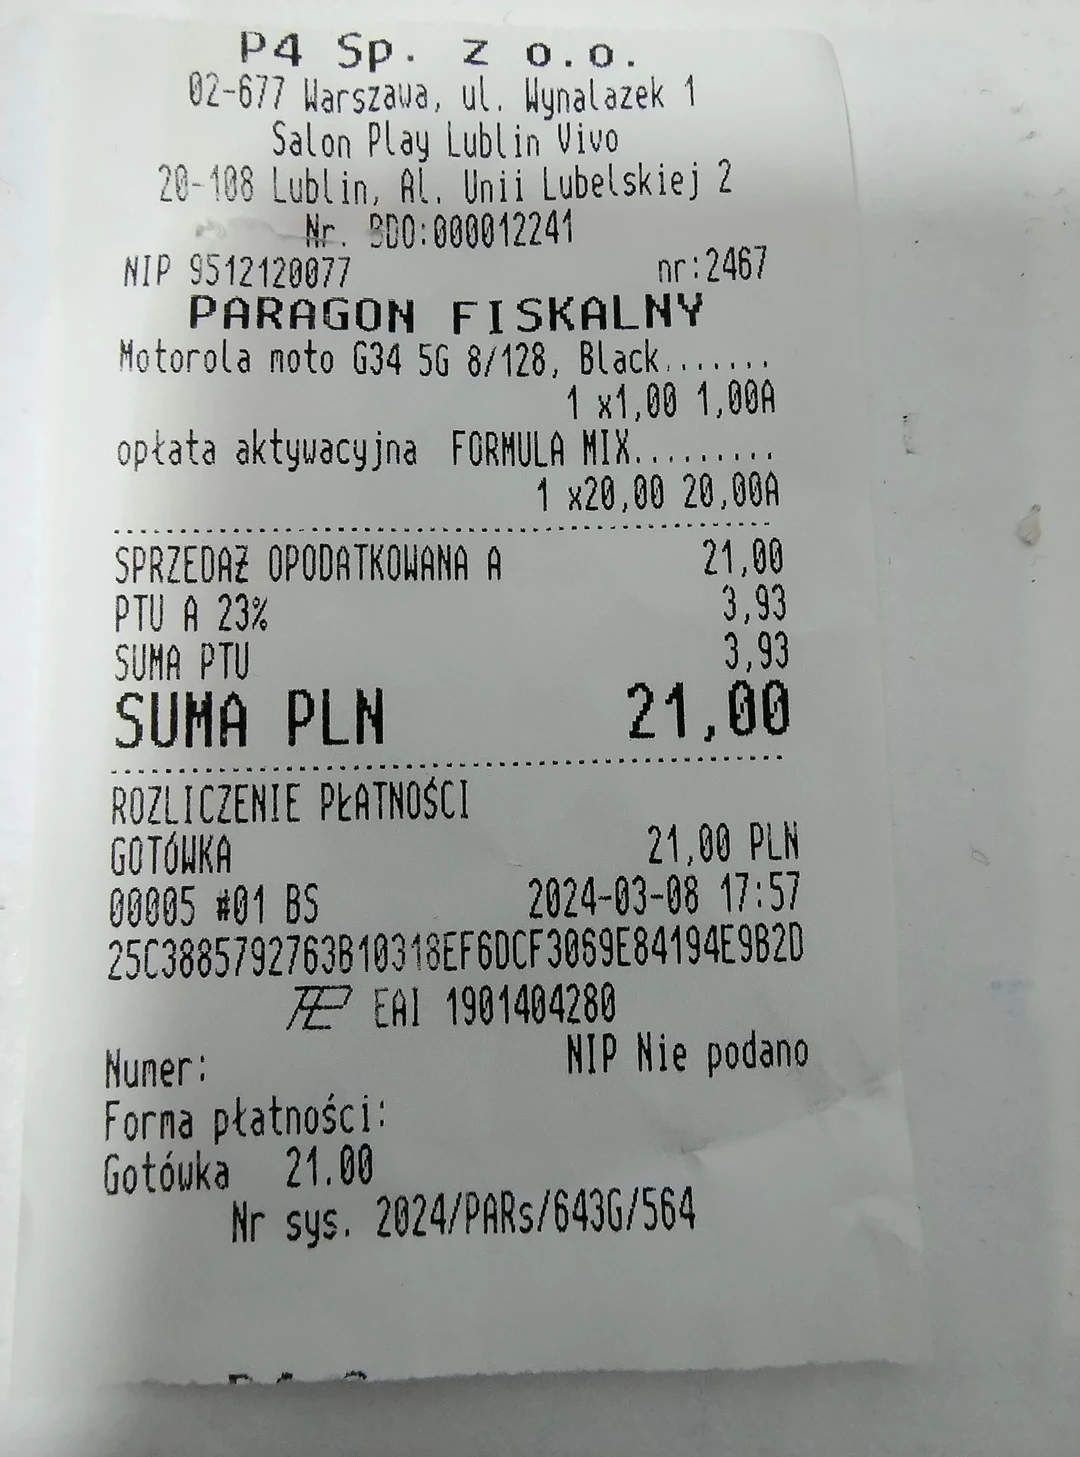 P4 Sp. z o.o.
02-677 Warszawa, ul. Wynalazek 1
Salon Play Lublin Vivo
20-108 Lublin, Al. Unii Lubelskiej 2
Nr. BDO:000012241
NIP 9512120077 nr:2467
PARAGON FISKALNY
Motorola moto G34 5G 8/128, Black.......
1 x1,00 1,00A
opłata aktywacyjna FORMULA MIX.........
1 x20,00 20,00A
SPRZEDAŻ OPODATKOWANA A 21,00
PTU A 23% 3,93
SUMA PTU 3,93
SUMA PLN 21,00
ROZLICZENIE PŁATNOŚCI
GOTÓWKA 21,00 PLN
00005 #01 BS 2024-03-08 17:57
25C3885792763B10318EF6DCF3069E84194E9B2D
EAI 1901404280
Numer: NIP Nie podano
Forma płatności:
Gotówka 21.00
Nr sys. 2024/PARs/643G/564